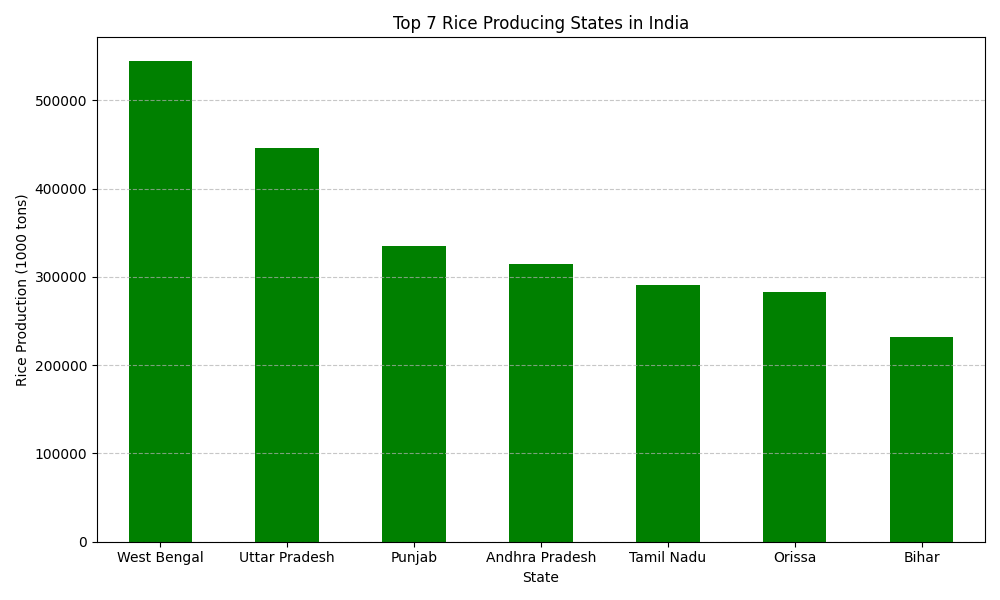 Top 7 Rice Producing States in India
Rice Production (1000 tons)
500000
400000
300000
200000
100000
0
West Bengal Uttar Pradesh Punjab Andhra Pradesh Tamil Nadu Orissa Bihar
State